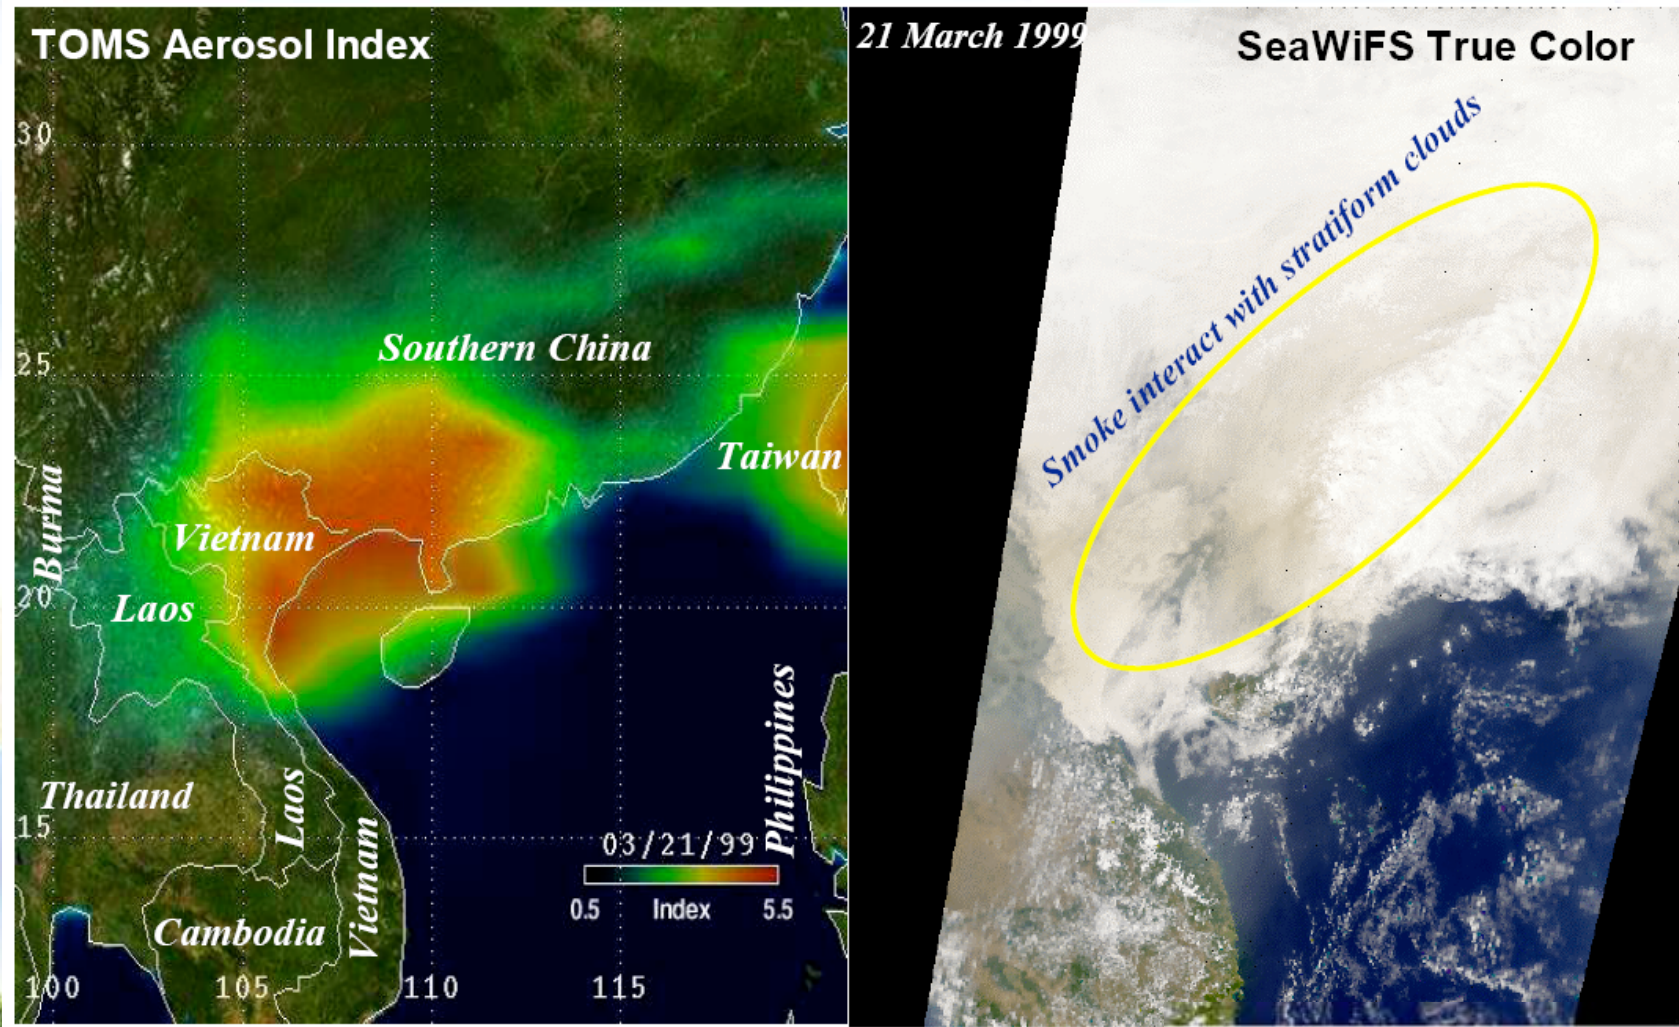 TOMS Aerosol Index
30
Southern China
25
Taiwan
Burma
Vietnam
20
Laos
Philippines
Thailand
Laos
15
03/21/99
0.5 Index 5.5
Vietnam
Cambodia
100 105 110 115
21 March 1999
SeaWiFS True Color
Smoke interact with stratiform clouds